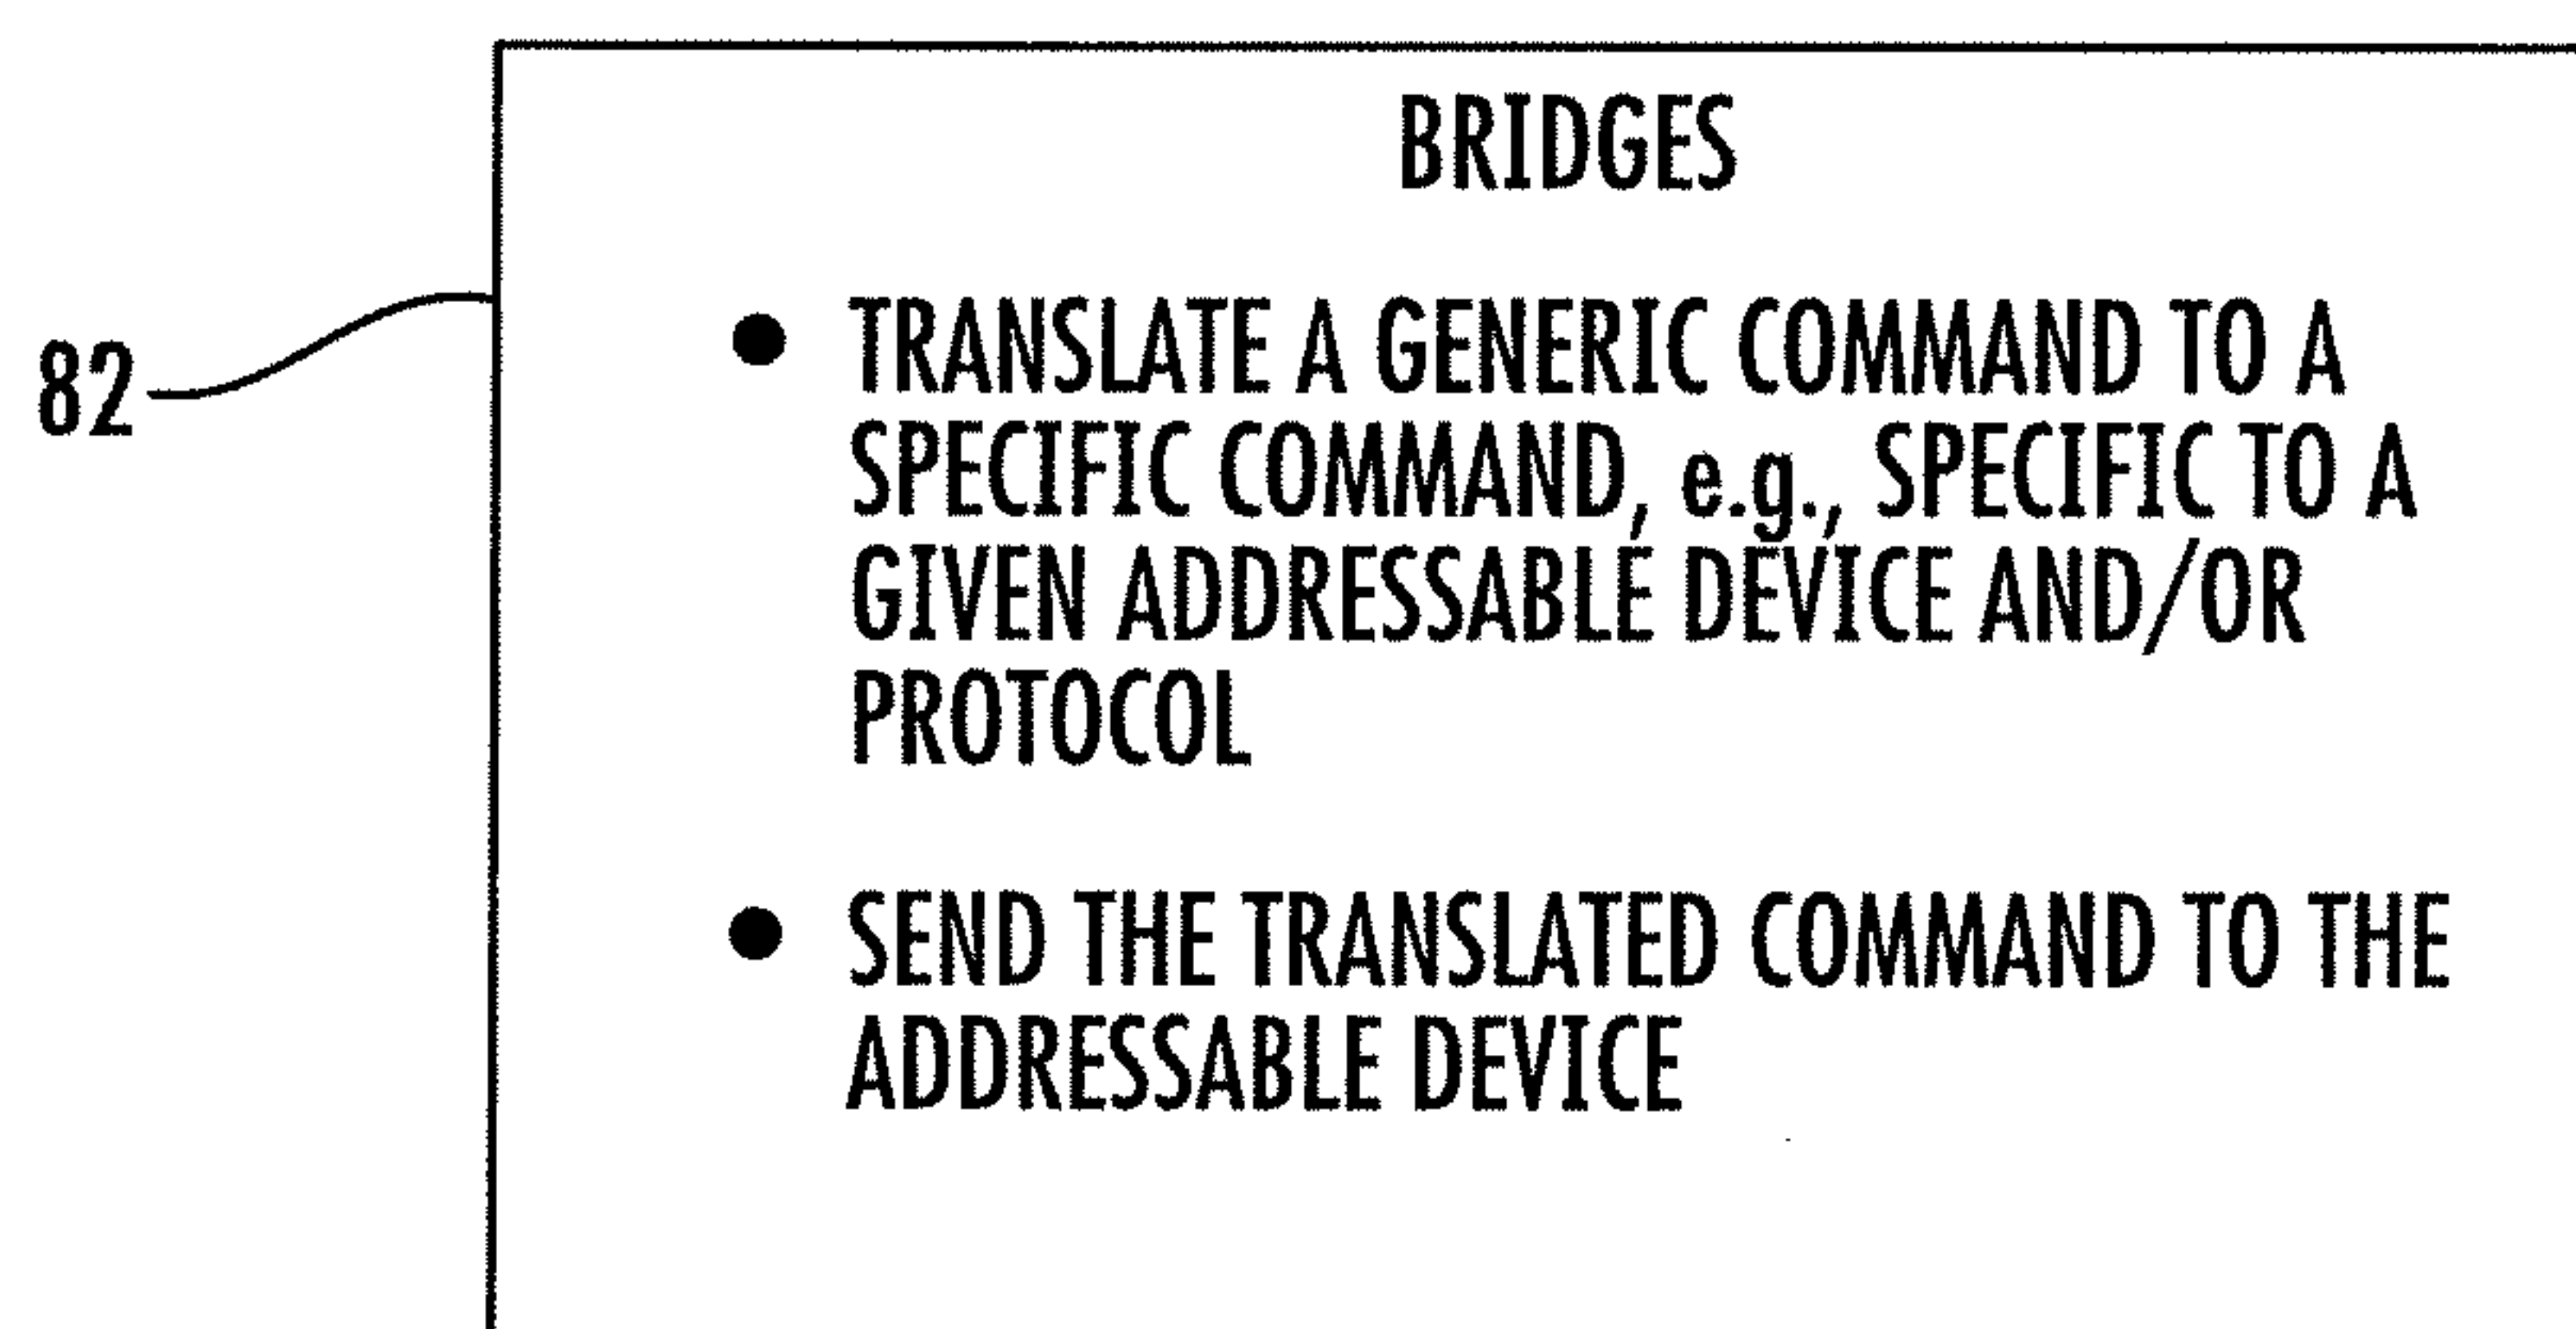 BRIDGES
82
● TRANSLATE A GENERIC COMMAND TO A
SPECIFIC COMMAND, e.g., SPECIFIC TO A
GIVEN ADDRESSABLE DEVICE AND/OR
PROTOCOL
● SEND THE TRANSLATED COMMAND TO THE
ADDRESSABLE DEVICE